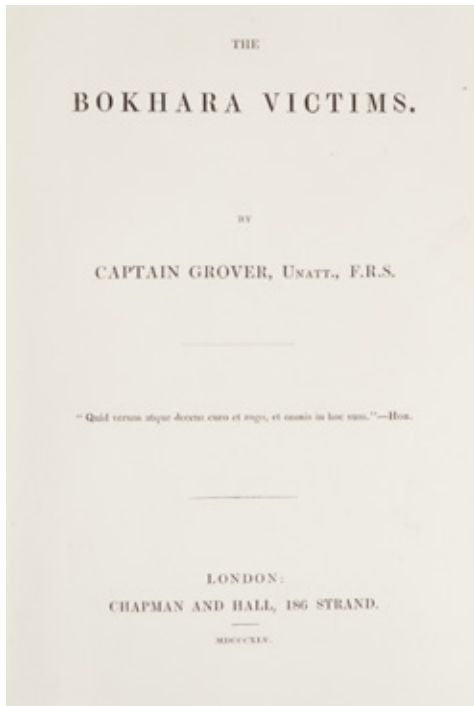 THE
BOKHARA VICTIMS.
BY
CAPTAIN GROVER, UNATT., F.R.S.
"Quid verum atque decens curo et rogo, et omnis in hoc sum."—HOR.
LONDON:
CHAPMAN AND HALL, 186 STRAND.
MDCCCXLV.